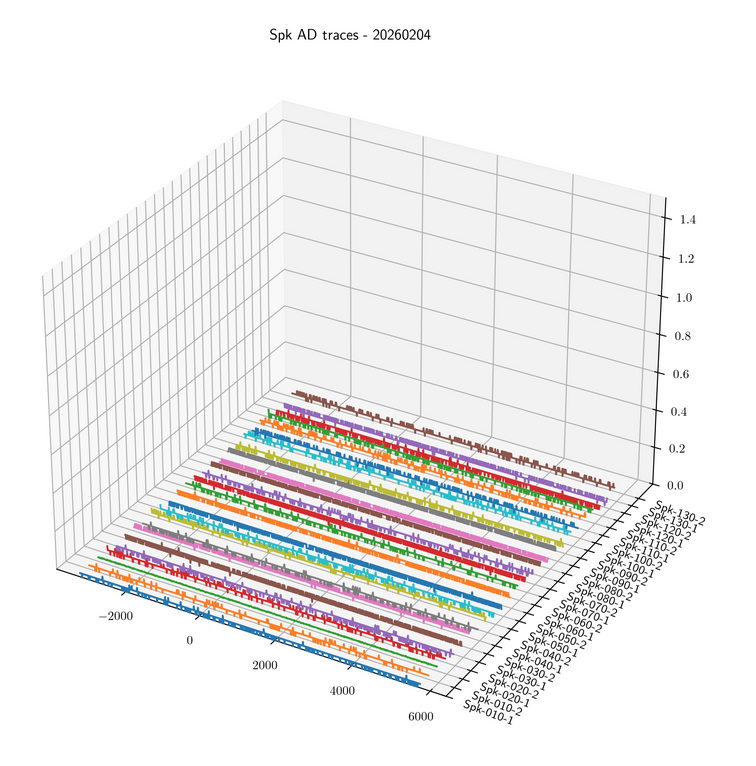 Spk AD traces - 20260204
1.4
1.2
1.0
0.8
0.6
0.4
0.2
0.0
−2000
0
2000
4000
6000
Spk-130-2
Spk-130-1
Spk-120-2
Spk-120-1
Spk-110-2
Spk-110-1
Spk-100-2
Spk-100-1
Spk-090-2
Spk-090-1
Spk-080-2
Spk-080-1
Spk-070-2
Spk-070-1
Spk-060-2
Spk-060-1
Spk-050-2
Spk-050-1
Spk-040-2
Spk-040-1
Spk-030-2
Spk-030-1
Spk-020-2
Spk-020-1
Spk-010-2
Spk-010-1